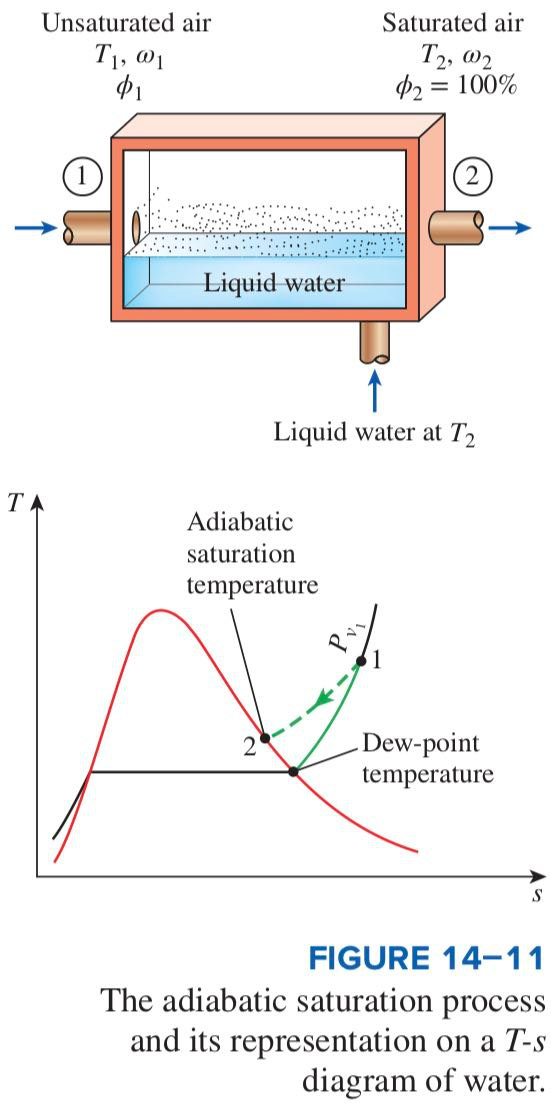 Unsaturated air
T₁, ω₁
ϕ₁
Saturated air
T₂, ω₂
ϕ₂ = 100%
1
2
Liquid water
Liquid water at T₂
T
Adiabatic
saturation
temperature
Pᵥ₁
1
2
Dew-point
temperature
s
FIGURE 14–11
The adiabatic saturation process
and its representation on a T-s
diagram of water.